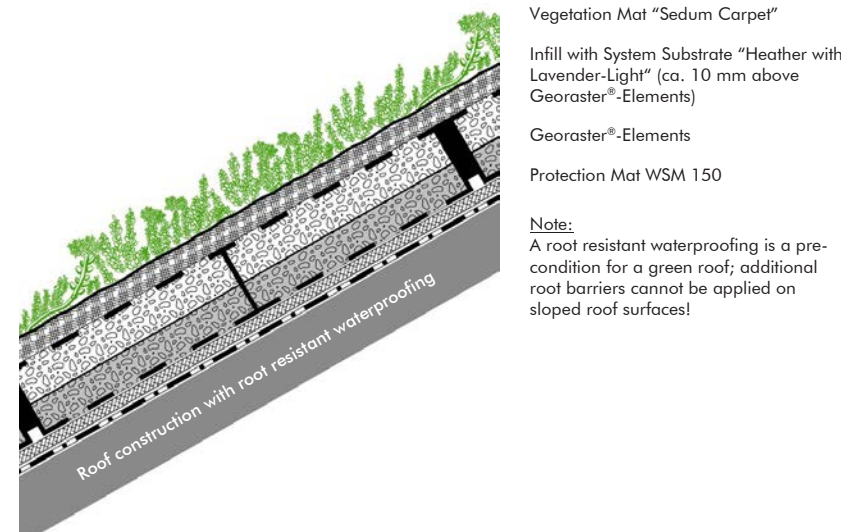 Vegetation Mat “Sedum Carpet”
Infill with System Substrate “Heather with
Lavender-Light“ (ca. 10 mm above
Georaster®-Elements)
Georaster®-Elements
Protection Mat WSM 150
Note:
A root resistant waterproofing is a pre-
condition for a green roof; additional
root barriers cannot be applied on
sloped roof surfaces!
Roof construction with root resistant waterproofing